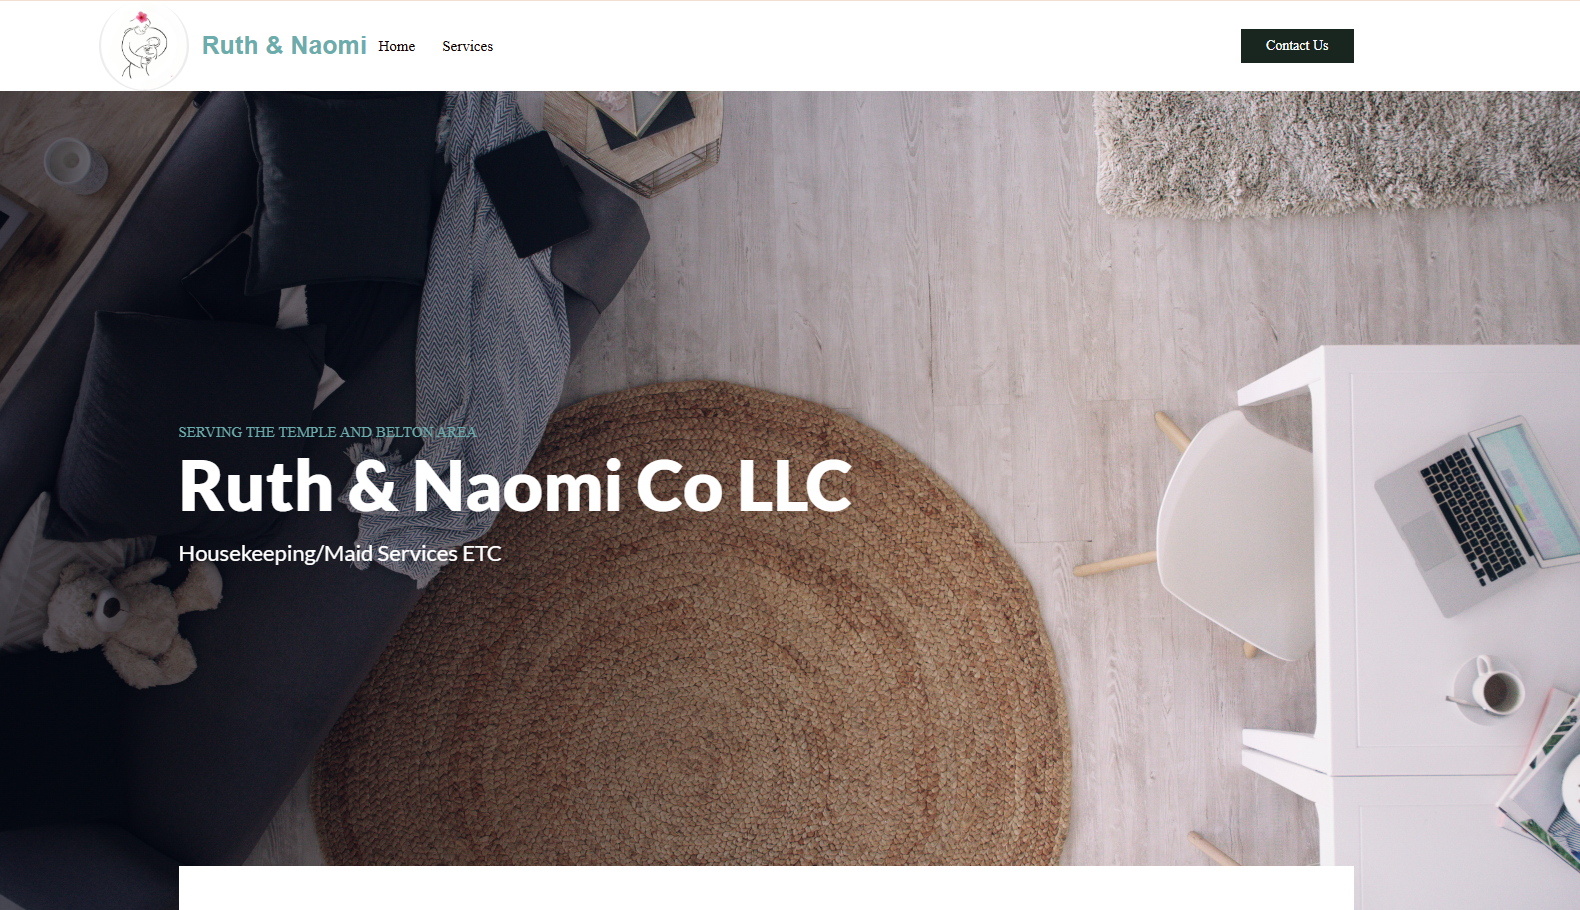 Ruth & Naomi
Home
Services
Contact Us
SERVING THE TEMPLE AND BELTON AREA
Ruth & Naomi Co LLC
Housekeeping/Maid Services ETC